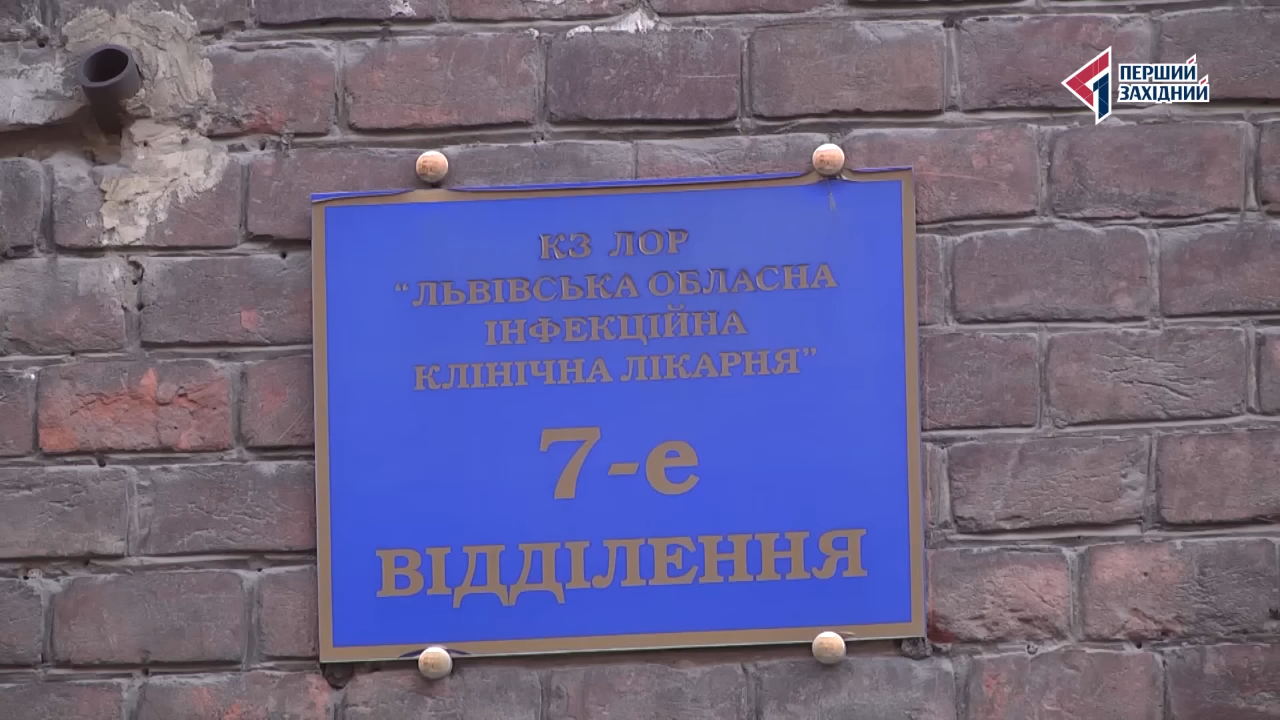 ПЕРШИЙ
ЗАХІДНИЙ
КЗ ЛОР
“ЛЬВІВСЬКА ОБЛАСНА
ІНФЕКЦІЙНА
КЛІНІЧНА ЛІКАРНЯ”
7-е
ВІДДІЛЕННЯ